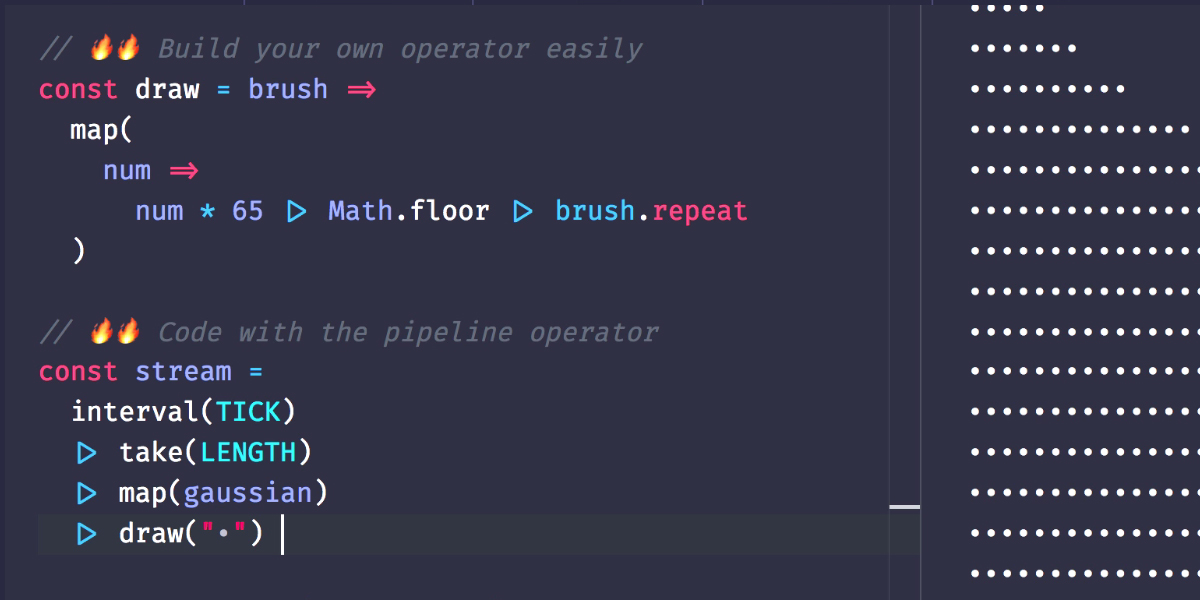 // 🔥🔥 Build your own operator easily
const draw = brush =>
map(
num =>
num * 65 |> Math.floor |> brush.repeat
)
// 🔥🔥 Code with the pipeline operator
const stream =
interval(TICK)
|> take(LENGTH)
|> map(gaussian)
|> draw("•")